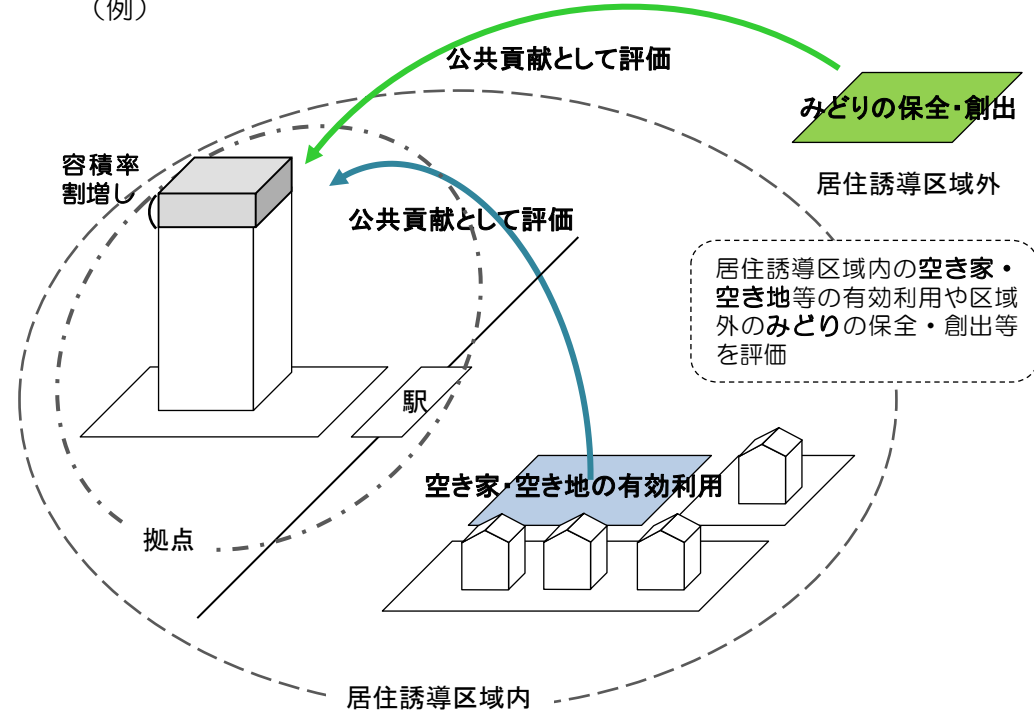 （例）
公共貢献として評価
みどりの保全・創出
容積率
割増し
居住誘導区域外
公共貢献として評価
居住誘導区域内の空き家・
空き地等の有効利用や区域
外のみどりの保全・創出等
を評価
駅
空き家・空き地の有効利用
拠点
居住誘導区域内